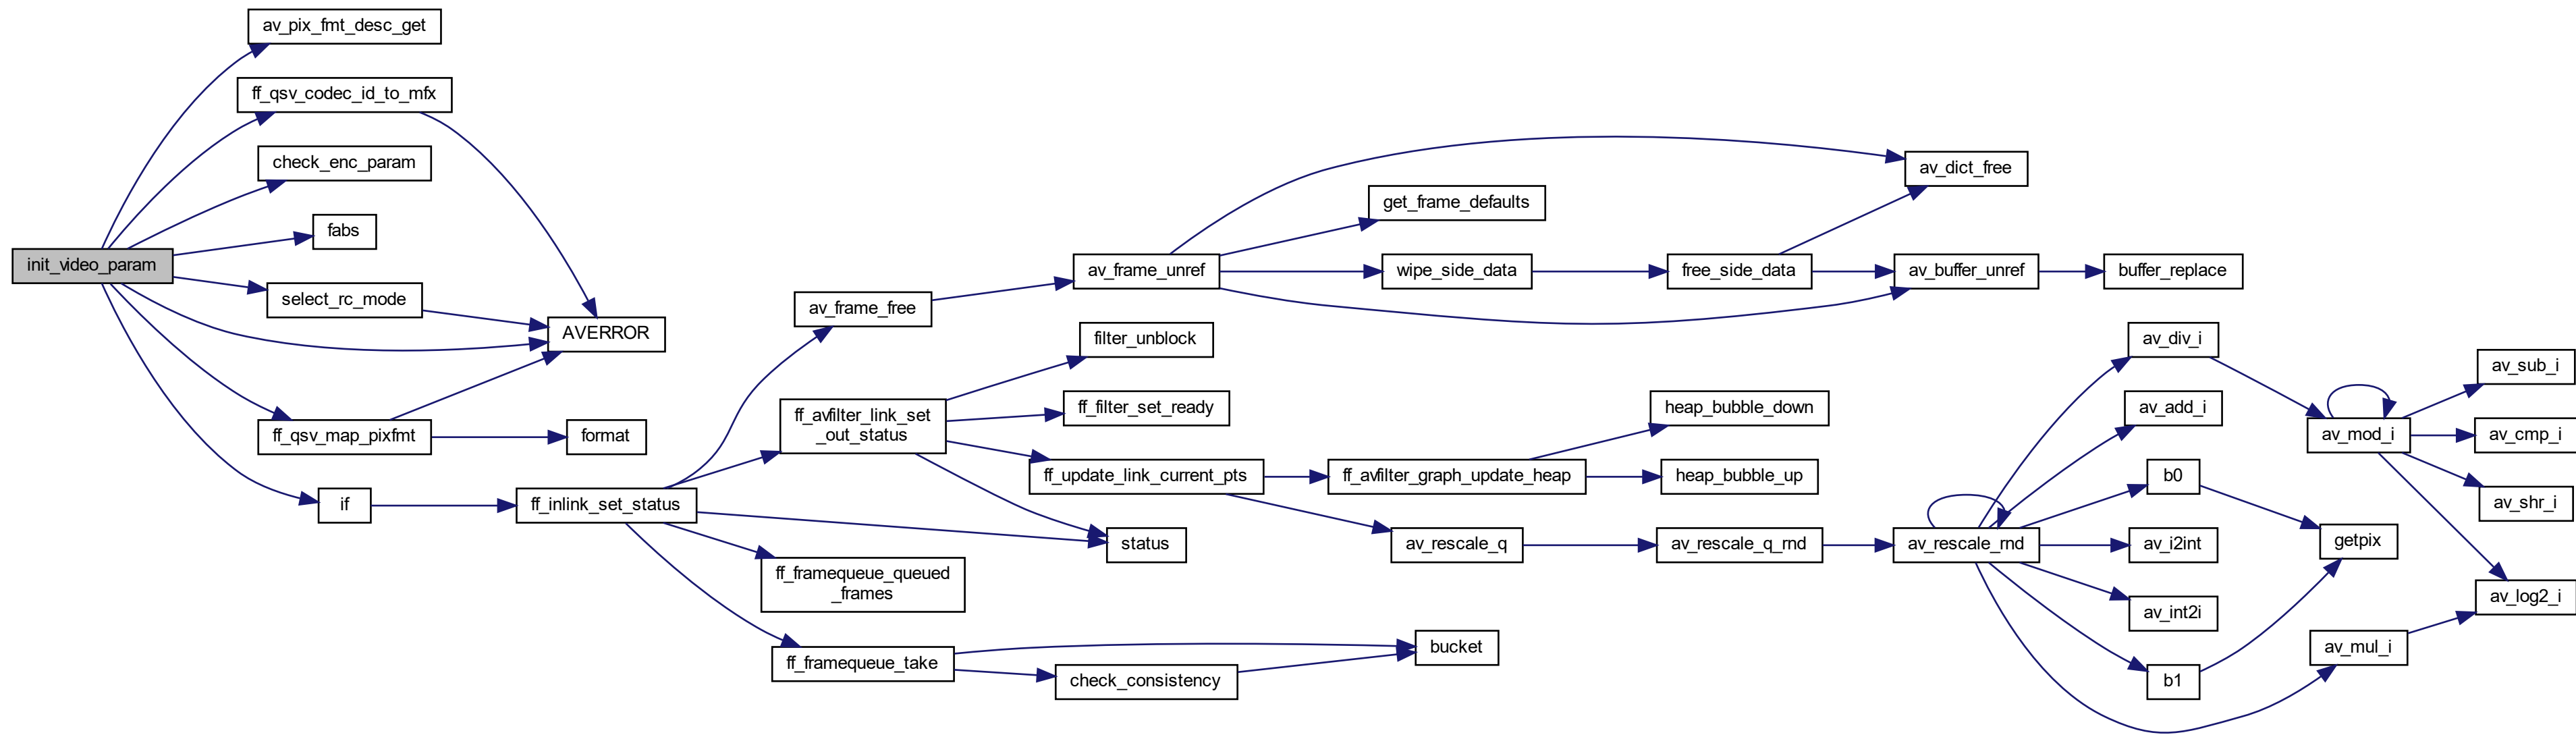 av_pix_fmt_desc_get
ff_qsv_codec_id_to_mfx
check_enc_param
fabs
init_video_param
select_rc_mode
AVERROR
ff_qsv_map_pixfmt
format
if
ff_inlink_set_status
av_frame_free
ff_avfilter_link_set
_out_status
ff_framequeue_queued
_frames
ff_framequeue_take
av_frame_unref
filter_unblock
ff_filter_set_ready
ff_update_link_current_pts
status
check_consistency
bucket
get_frame_defaults
wipe_side_data
ff_avfilter_graph_update_heap
av_rescale_q
heap_bubble_down
heap_bubble_up
free_side_data
av_rescale_q_rnd
av_dict_free
av_buffer_unref
buffer_replace
av_rescale_rnd
av_div_i
av_add_i
b0
av_i2int
av_int2i
b1
av_mod_i
getpix
av_mul_i
av_sub_i
av_cmp_i
av_shr_i
av_log2_i